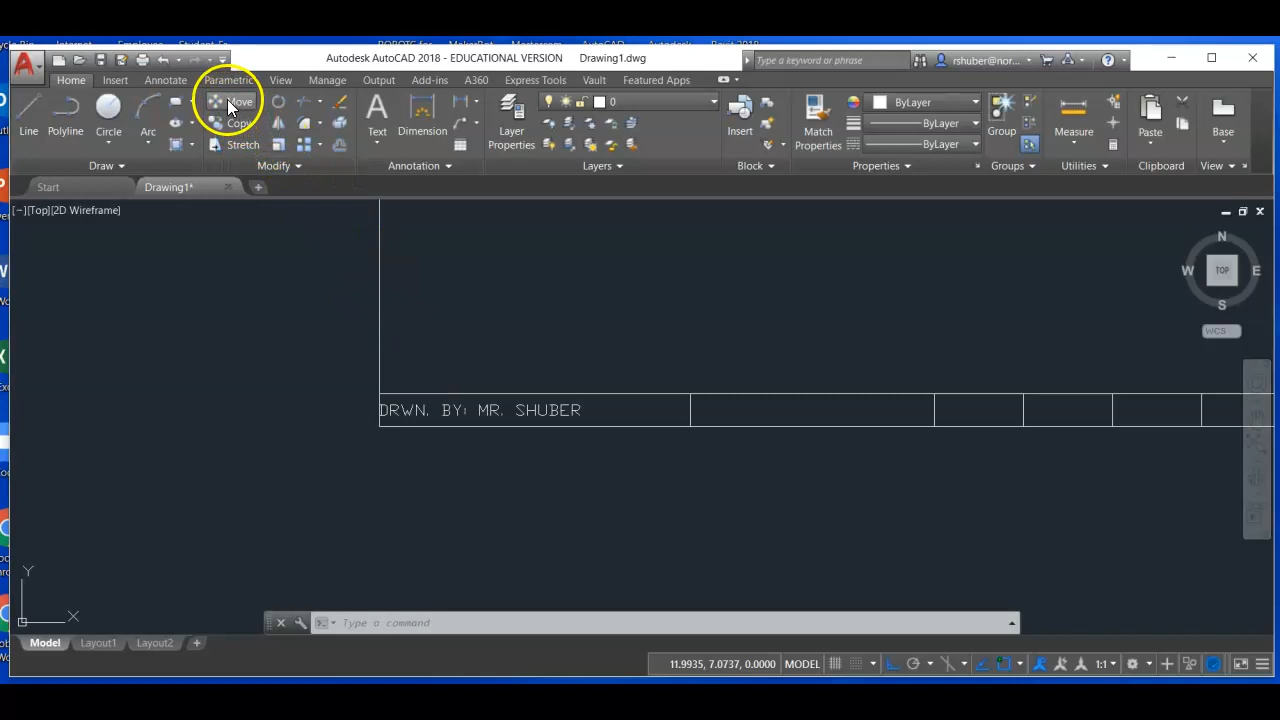 Autodesk AutoCAD 2018 - EDUCATIONAL VERSION Drawing1.dwg
Type a keyword or phrase
rshuber@nor...
Home Insert Annotate Parametric View Manage Output Add-ins A360 Express Tools Vault Featured Apps
Line Polyline Circle Arc
Move
Copy
Stretch
Text Dimension
Layer Properties
0
Insert
Match Properties
ByLayer
ByLayer
ByLayer
Group Measure Paste Base
Draw Modify Annotation Layers Block Properties Groups Utilities Clipboard View
Start Drawing1*
[−][Top][2D Wireframe]
N
W TOP E
S
WCS
DRWN. BY: MR. SHUBER
Y
X
Type a command
Model Layout1 Layout2
11.9935, 7.0737, 0.0000 MODEL 1:1